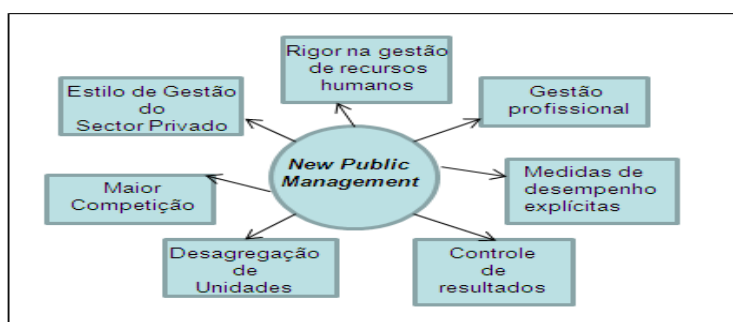 Rigor na gestão
de recursos
humanos
Estilo de Gestão
do
Sector Privado
Gestão
profissional
New Public
Management
Medidas de
desempenho
explícitas
Maior
Competição
Desagregação
de
Unidades
Controle
de
resultados